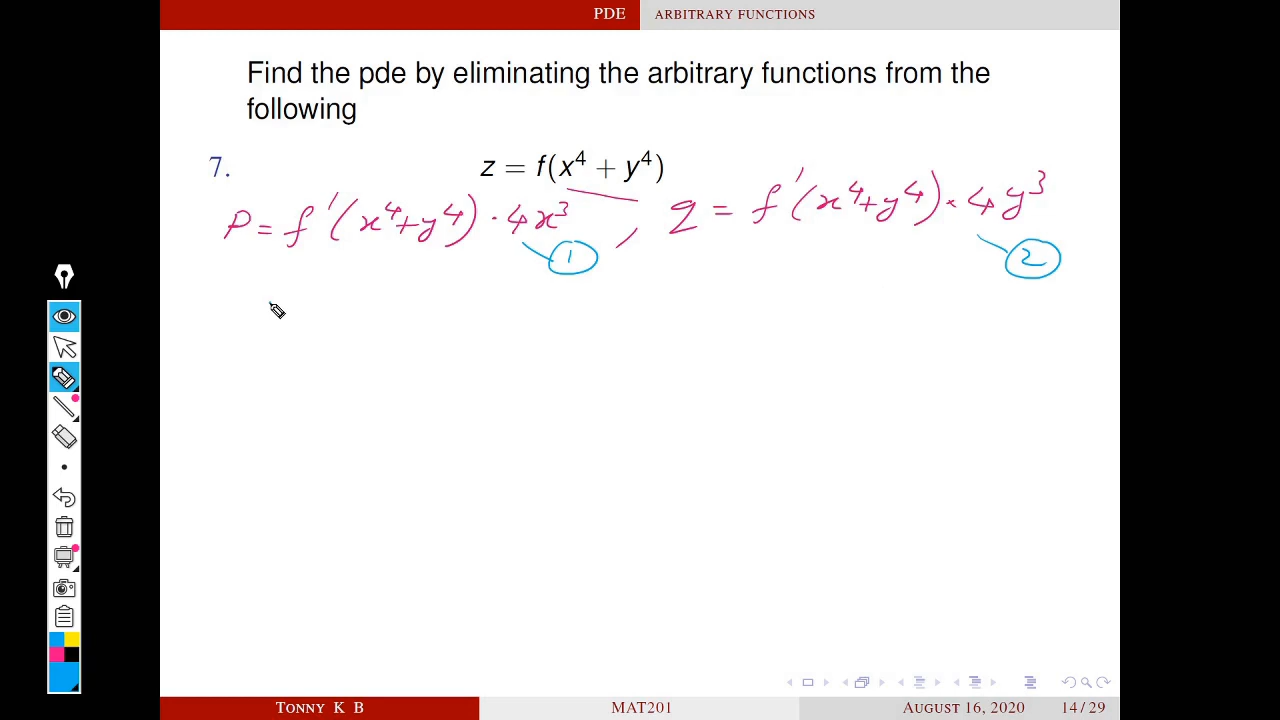 PDE ARBITRARY FUNCTIONS
Find the pde by eliminating the arbitrary functions from the
following
7. z = f(x⁴ + y⁴)
P = f'(x⁴+y⁴) · 4x³ , q = f'(x⁴+y⁴) · 4y³
1 2
TONNY K B MAT201 AUGUST 16, 2020 14 / 29